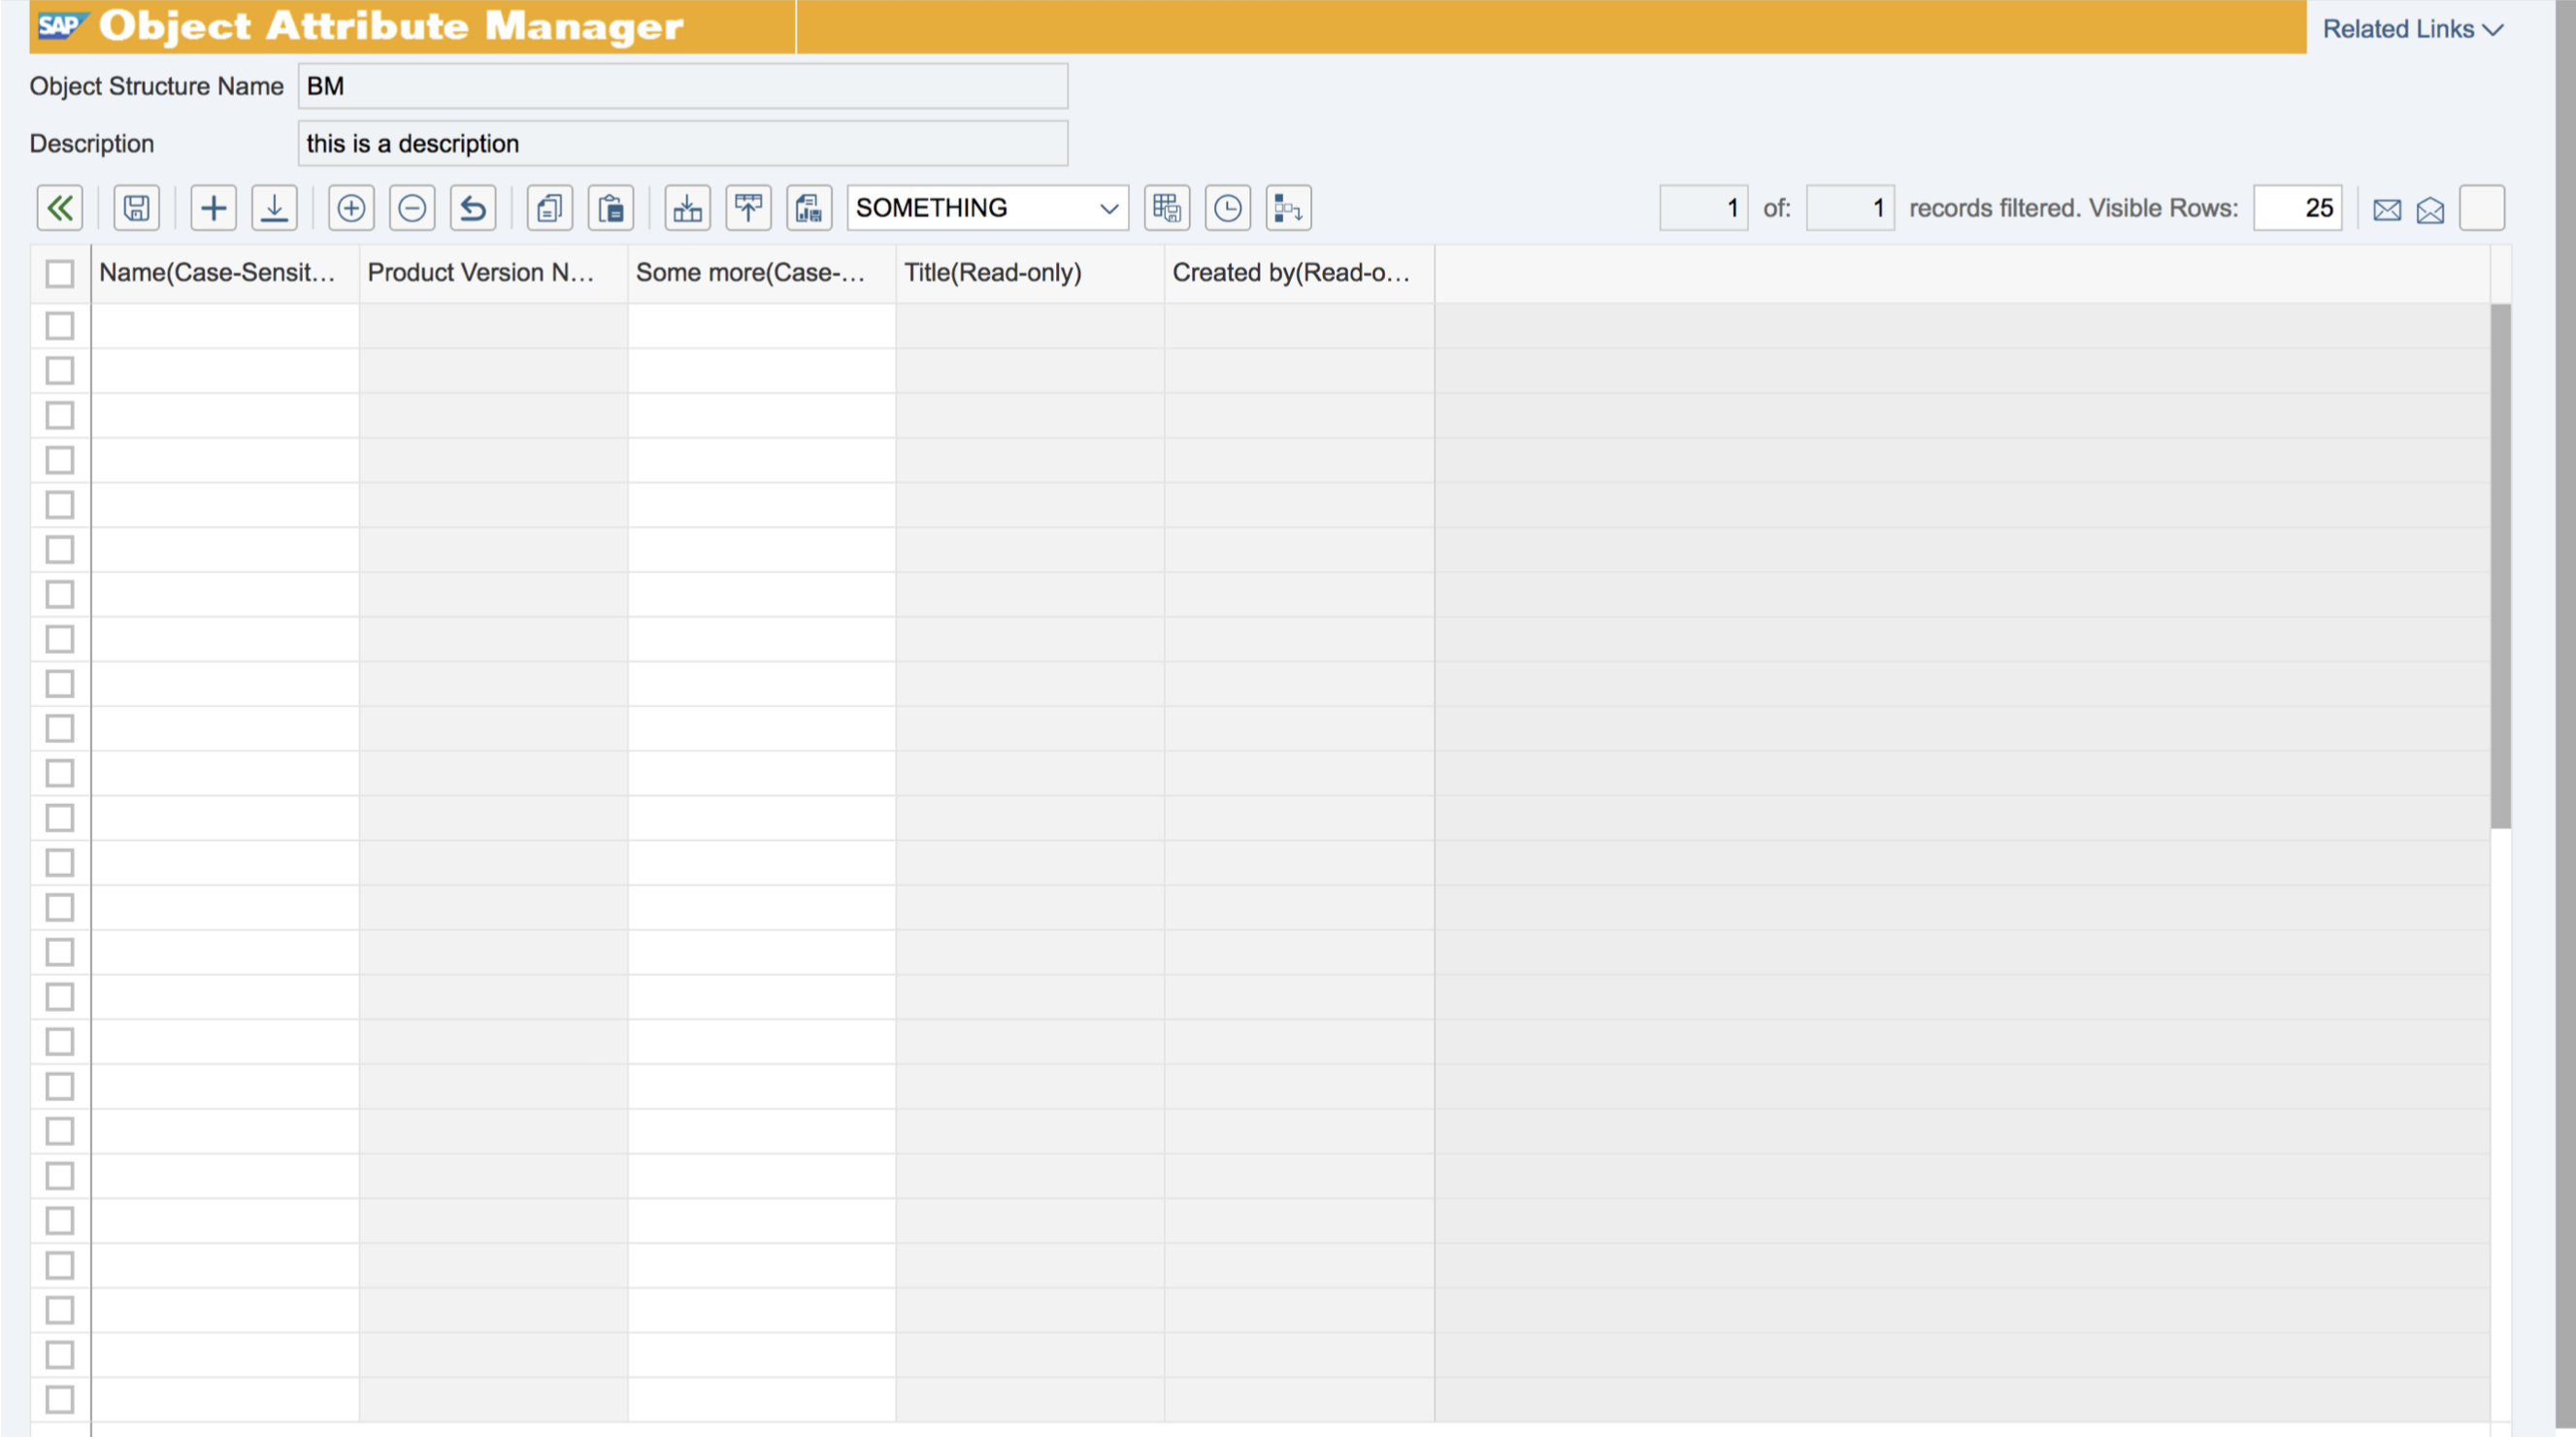 SAP Object Attribute Manager
Related Links
Object Structure Name BM
Description this is a description
SOMETHING 1 of: 1 records filtered. Visible Rows: 25
Name(Case-Sensit... Product Version N... Some more(Case-... Title(Read-only) Created by(Read-o...